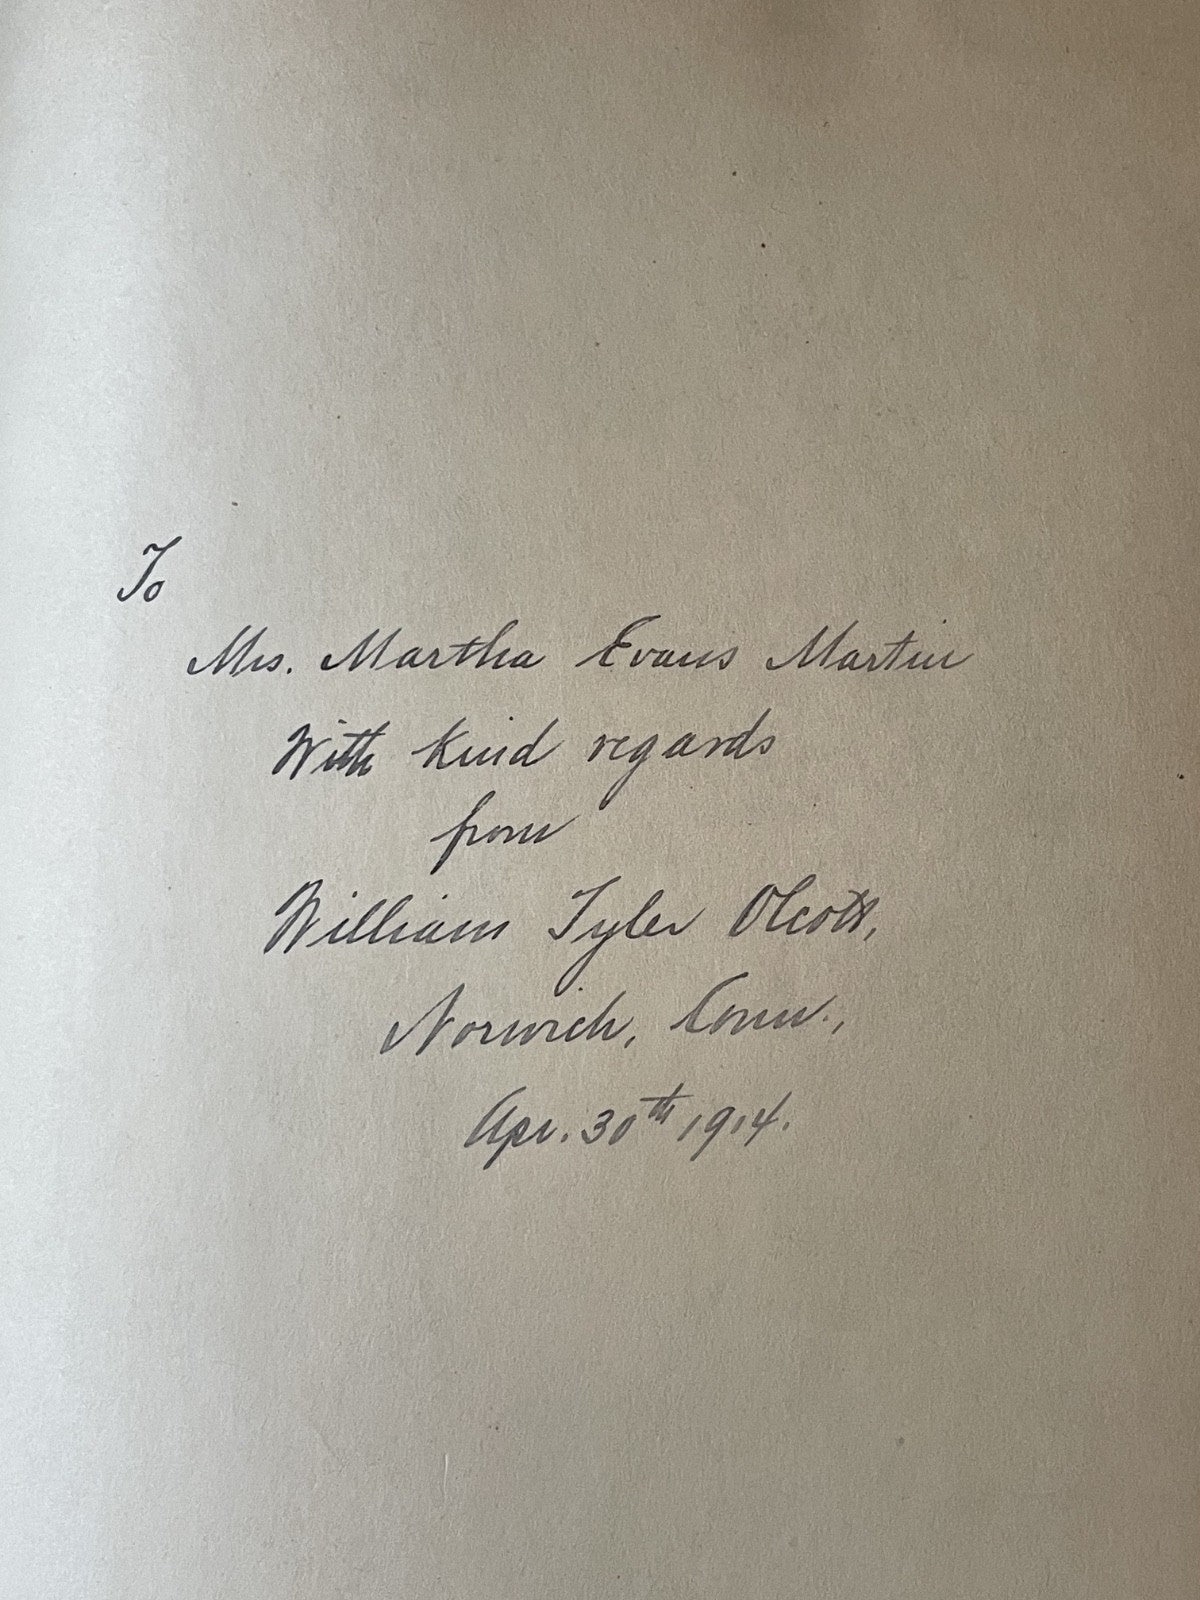 To
Mrs. Martha Evans Martin
With kind regards
from
William Tyler Olcott,
Norwich, Conn.,
Apr. 30th 1914.